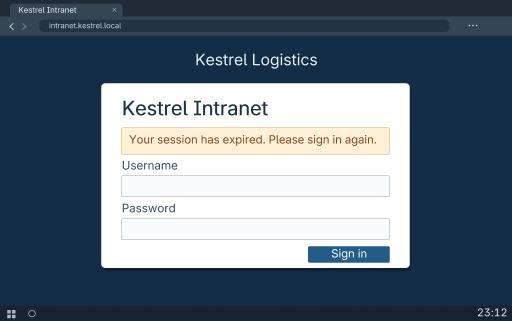 Kestrel Intranet
intranet.kestrel.local
Kestrel Logistics
Kestrel Intranet
Your session has expired. Please sign in again.
Username
Password
Sign in
23:12